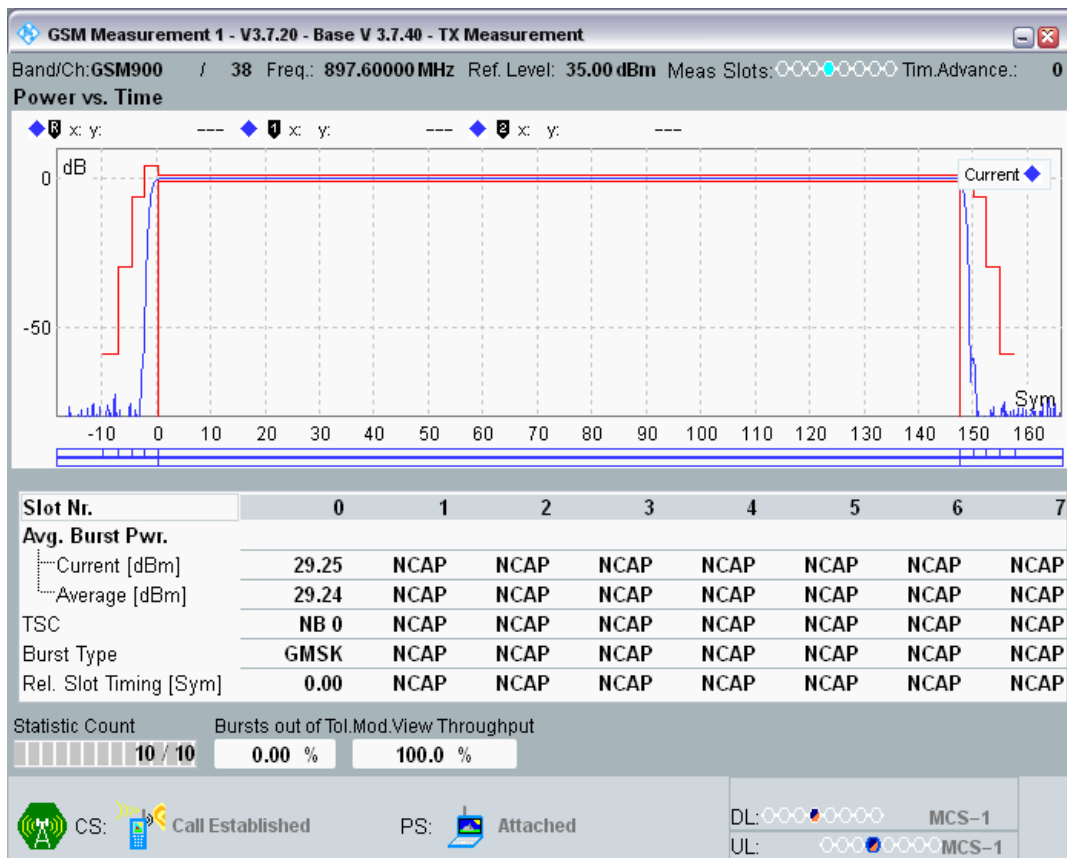 GSM Measurement 1 - V3.7.20 - Base V 3.7.40 - TX Measurement
Band/Ch:GSM900 / 38 Freq.: 897.60000 MHz Ref. Level: 35.00 dBm Meas Slots: Tim.Advance.: 0
Power vs. Time
R x: y: --- 1 x: y: --- 2 x: y: ---
dB
0
Current
-50
Sym
-10 0 10 20 30 40 50 60 70 80 90 100 110 120 130 140 150 160
Slot Nr. 0 1 2 3 4 5 6 7
Avg. Burst Pwr.
Current [dBm] 29.25 NCAP NCAP NCAP NCAP NCAP NCAP NCAP
Average [dBm] 29.24 NCAP NCAP NCAP NCAP NCAP NCAP NCAP
TSC NB 0 NCAP NCAP NCAP NCAP NCAP NCAP NCAP
Burst Type GMSK NCAP NCAP NCAP NCAP NCAP NCAP NCAP
Rel. Slot Timing [Sym] 0.00 NCAP NCAP NCAP NCAP NCAP NCAP NCAP
Statistic Count Bursts out of Tol.Mod.View Throughput
10 / 10 0.00 % 100.0 %
CS: Call Established PS: Attached DL: MCS-1
UL: MCS-1